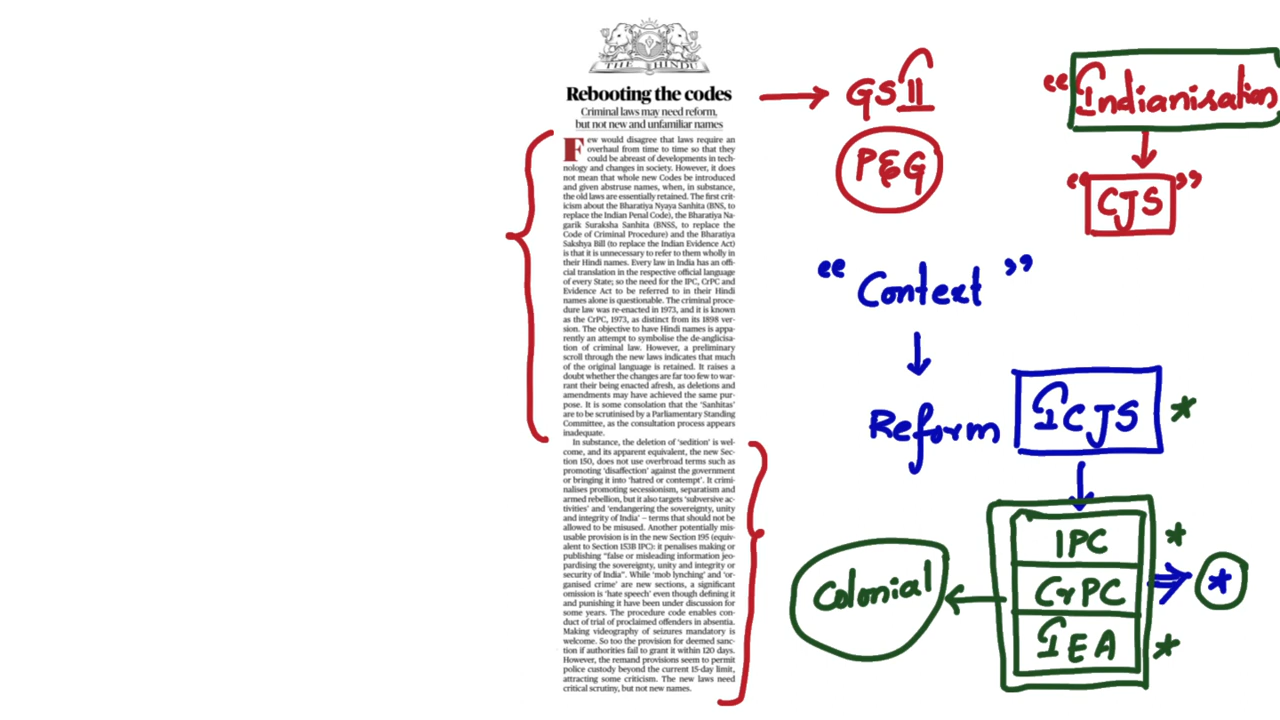 THE HINDU
Rebooting the codes
Criminal laws may need reform,
but not new and unfamiliar names
Few would disagree that laws require an
overhaul from time to time so that they
could be abreast of developments in tech-
nology and changes in society. However, it does
not mean that whole new Codes be introduced
and given abstruse names, when, in substance,
the old laws are essentially retained. The first crit-
icism about the Bharatiya Nyaya Sanhita (BNS, to
replace the Indian Penal Code), the Bharatiya Na-
garik Suraksha Sanhita (BNSS, to replace the
Code of Criminal Procedure) and the Bharatiya
Sakshya Bill (to replace the Indian Evidence Act)
is that it is unnecessary to refer to them wholly in
their Hindi names. Every law in India has an offi-
cial translation in the respective official language
of every State; so the need for the IPC, CrPC and
Evidence Act to be referred to in their Hindi
names alone is questionable. The criminal proce-
dure law was re-enacted in 1973, and it is known
as the CrPC, 1973, as distinct from its 1898 ver-
sion. The objective to have Hindi names is appa-
rently an attempt to symbolise the de-anglicisa-
tion of criminal law. However, a preliminary
scroll through the new laws indicates that much
of the original language is retained. It raises a
doubt whether the changes are far too few to war-
rant their being enacted afresh, as deletions and
amendments may have achieved the same pur-
pose. It is some consolation that the 'Sanhitas'
are to be scrutinised by a Parliamentary Standing
Committee, as the consultation process appears
inadequate.
In substance, the deletion of 'sedition' is wel-
come, and its apparent equivalent, the new Sec-
tion 150, does not use overbroad terms such as
promoting 'disaffection' against the government
or bringing it into 'hatred or contempt'. It crimi-
nalises promoting secessionism, separatism and
armed rebellion, but it also targets 'subversive ac-
tivities' and 'endangering the sovereignty, unity
and integrity of India' – terms that should not be
allowed to be misused. Another potentially mis-
usable provision is in the new Section 195 (equiv-
alent to Section 153B IPC): it penalises making or
publishing "false or misleading information jeo-
pardising the sovereignty, unity and integrity or
security of India". While 'mob lynching' and 'or-
ganised crime' are new sections, a significant
omission is 'hate speech' even though defining it
and punishing it have been under discussion for
some years. The procedure code enables con-
duct of trial of proclaimed offenders in absentia.
Making videography of seizures mandatory is
welcome. So too the provision for deemed sanc-
tion if authorities fail to grant it within 120 days.
However, the remand provisions seem to permit
police custody beyond the current 15-day limit,
attracting some criticism. The new laws need
critical scrutiny, but not new names.
GS II
P&G
"Indianisation
"CJS"
"Context"
Reform ICJS *
IPC *
CrPC *
IEA *
Colonial